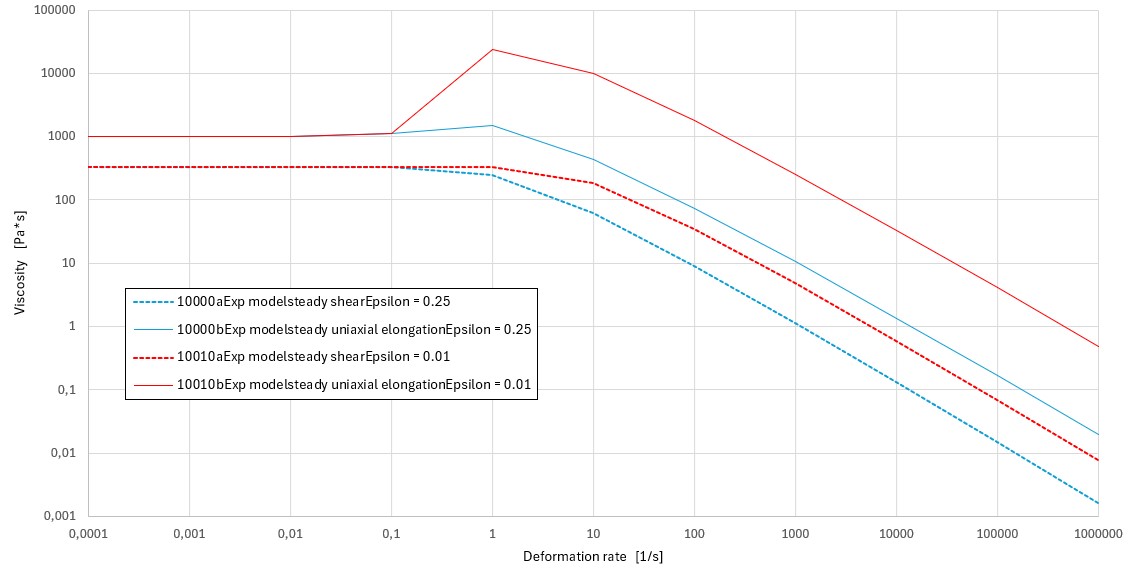 100000
10000
1000
100
10
1
0,1
0,01
0,001
Viscosity [Pa*s]
10000aExp modelsteady shearEpsilon = 0.25
10000bExp modelsteady uniaxial elongationEpsilon = 0.25
10010aExp modelsteady shearEpsilon = 0.01
10010bExp modelsteady uniaxial elongationEpsilon = 0.01
0,0001 0,001 0,01 0,1 1 10 100 1000 10000 100000 1000000
Deformation rate [1/s]